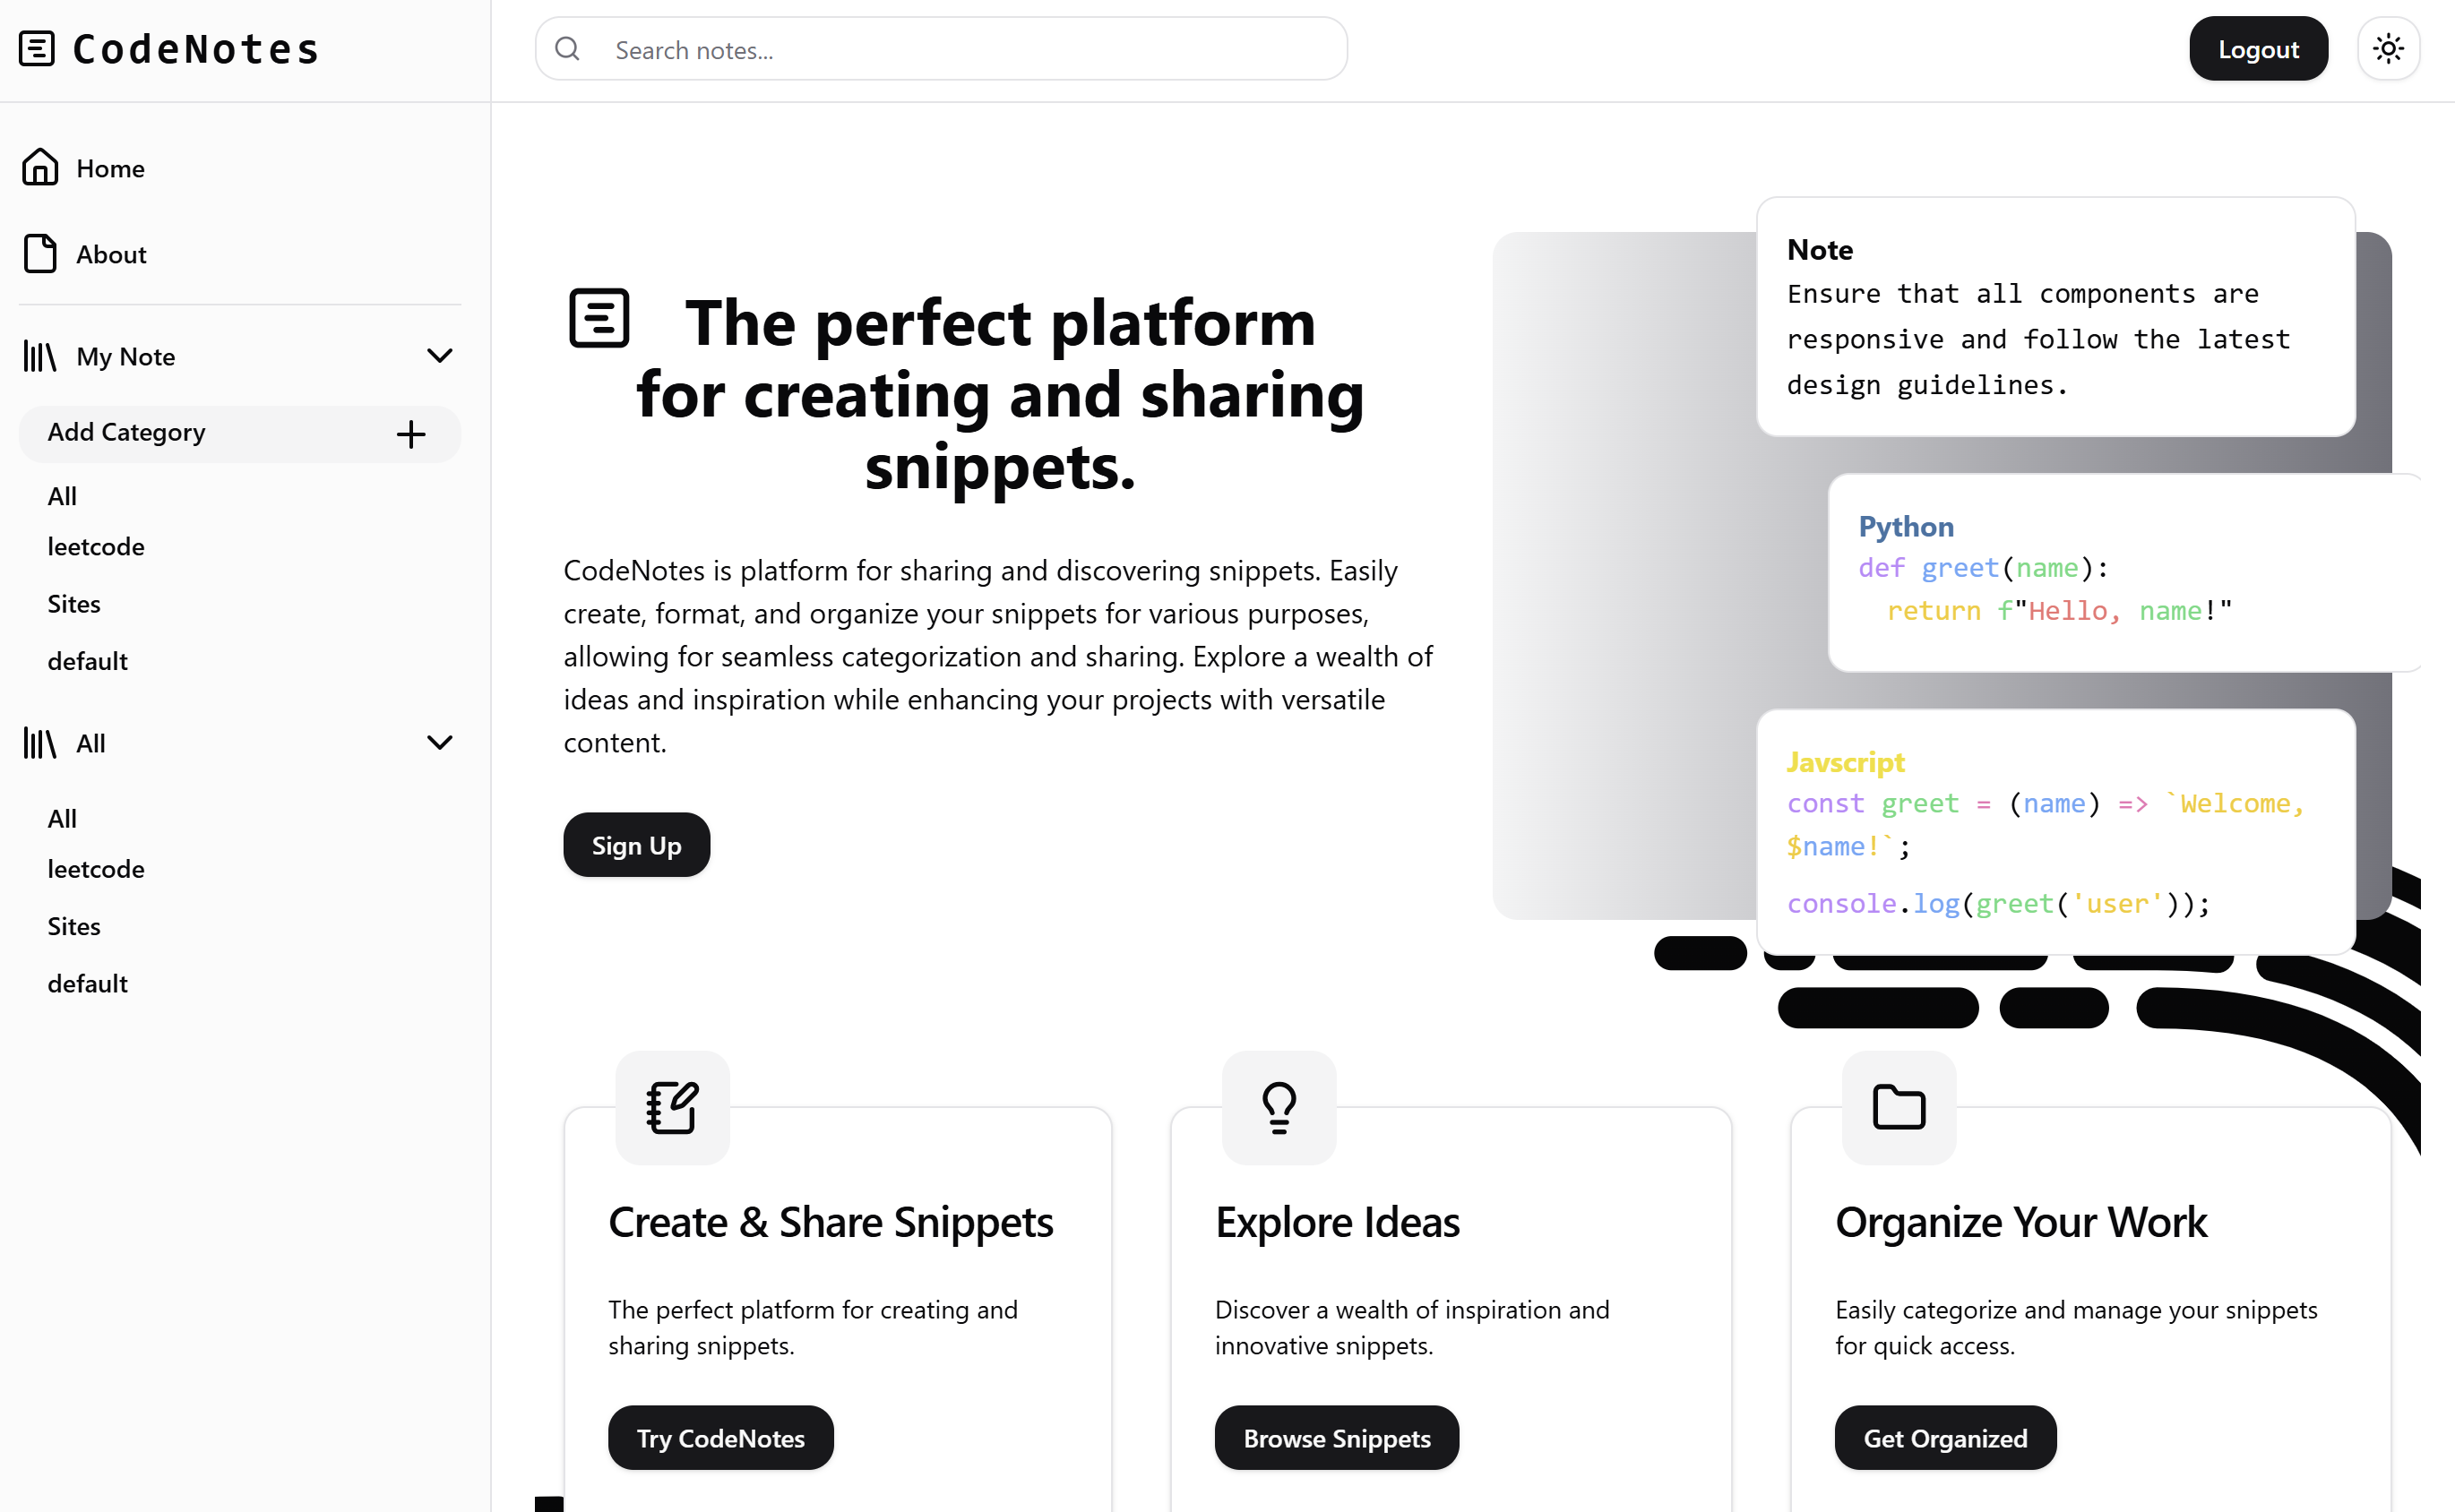 CodeNotes
Search notes...
Logout
Home
About
My Note
Add Category
All
leetcode
Sites
default
All
All
leetcode
Sites
default
The perfect platform
for creating and sharing
snippets.
CodeNotes is platform for sharing and discovering snippets. Easily
create, format, and organize your snippets for various purposes,
allowing for seamless categorization and sharing. Explore a wealth of
ideas and inspiration while enhancing your projects with versatile
content.
Sign Up
Note
Ensure that all components are
responsive and follow the latest
design guidelines.
Python
def greet(name):
return f"Hello, name!"
Javscript
const greet = (name) => `Welcome,
$name!`;
console.log(greet('user'));
Create & Share Snippets
The perfect platform for creating and
sharing snippets.
Try CodeNotes
Explore Ideas
Discover a wealth of inspiration and
innovative snippets.
Browse Snippets
Organize Your Work
Easily categorize and manage your snippets
for quick access.
Get Organized